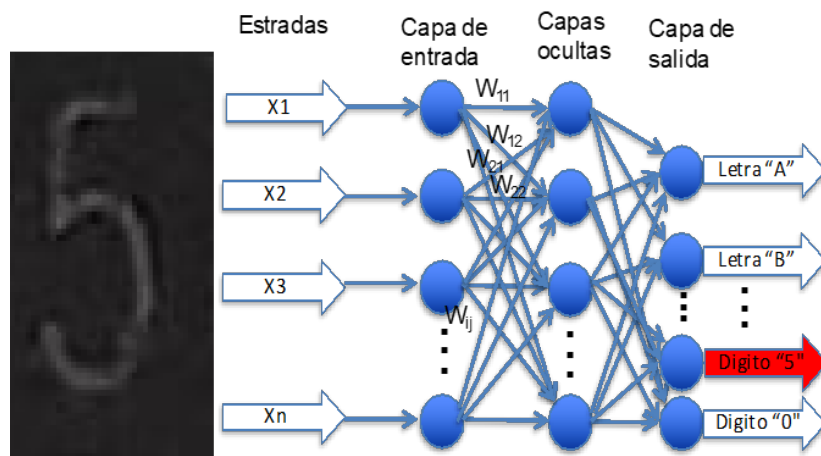 Estradas
Capa de
entrada
Capas
ocultas
Capa de
salida
5
X1
X2
X3
Xn
W11
W12
W21
W22
Wij
Letra “A”
Letra “B”
Digito “5”
Digito “0”